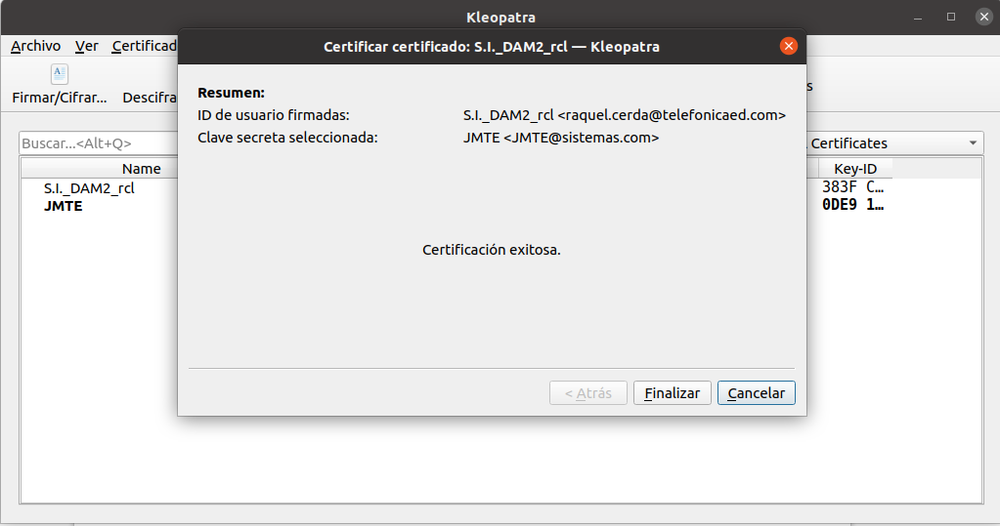 Kleopatra
Archivo Ver Certificad
Certificar certificado: S.I._DAM2_rcl — Kleopatra
Firmar/Cifrar... Descifra
s
Resumen:
ID de usuario firmadas: S.I._DAM2_rcl <raquel.cerda@telefonicaed.com>
Clave secreta seleccionada: JMTE <JMTE@sistemas.com>
Buscar...<Alt+Q>
Certificates
Name Key-ID
S.I._DAM2_rcl 383F C...
JMTE 0DE9 1...
Certificación exitosa.
< Atrás Finalizar Cancelar